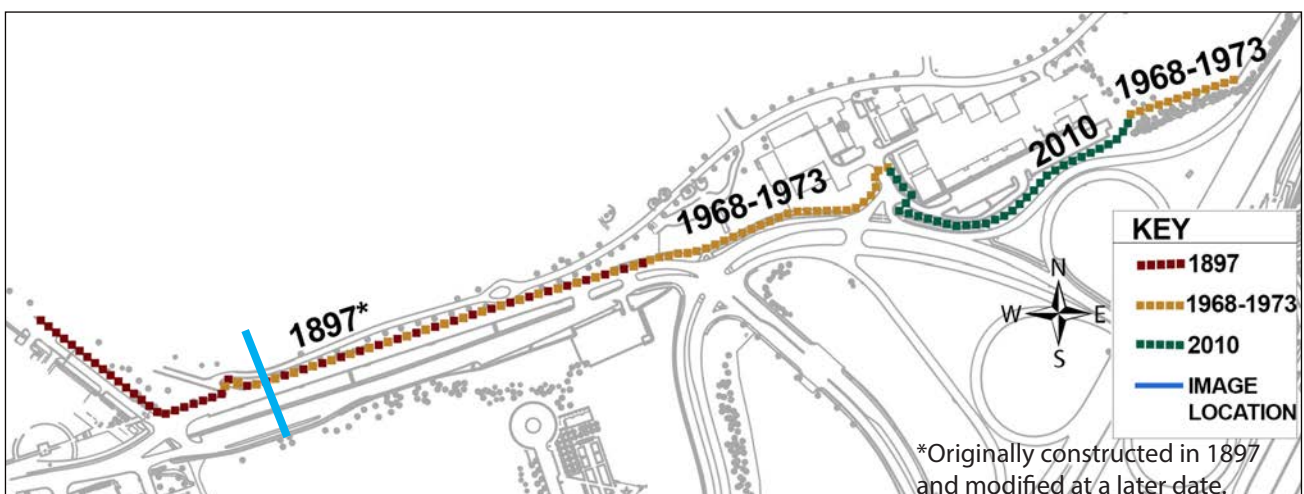 1968-1973
2010
1968-1973
1897*
KEY
1897
1968-1973
2010
IMAGE
LOCATION
N
W E
S
*Originally constructed in 1897
and modified at a later date.